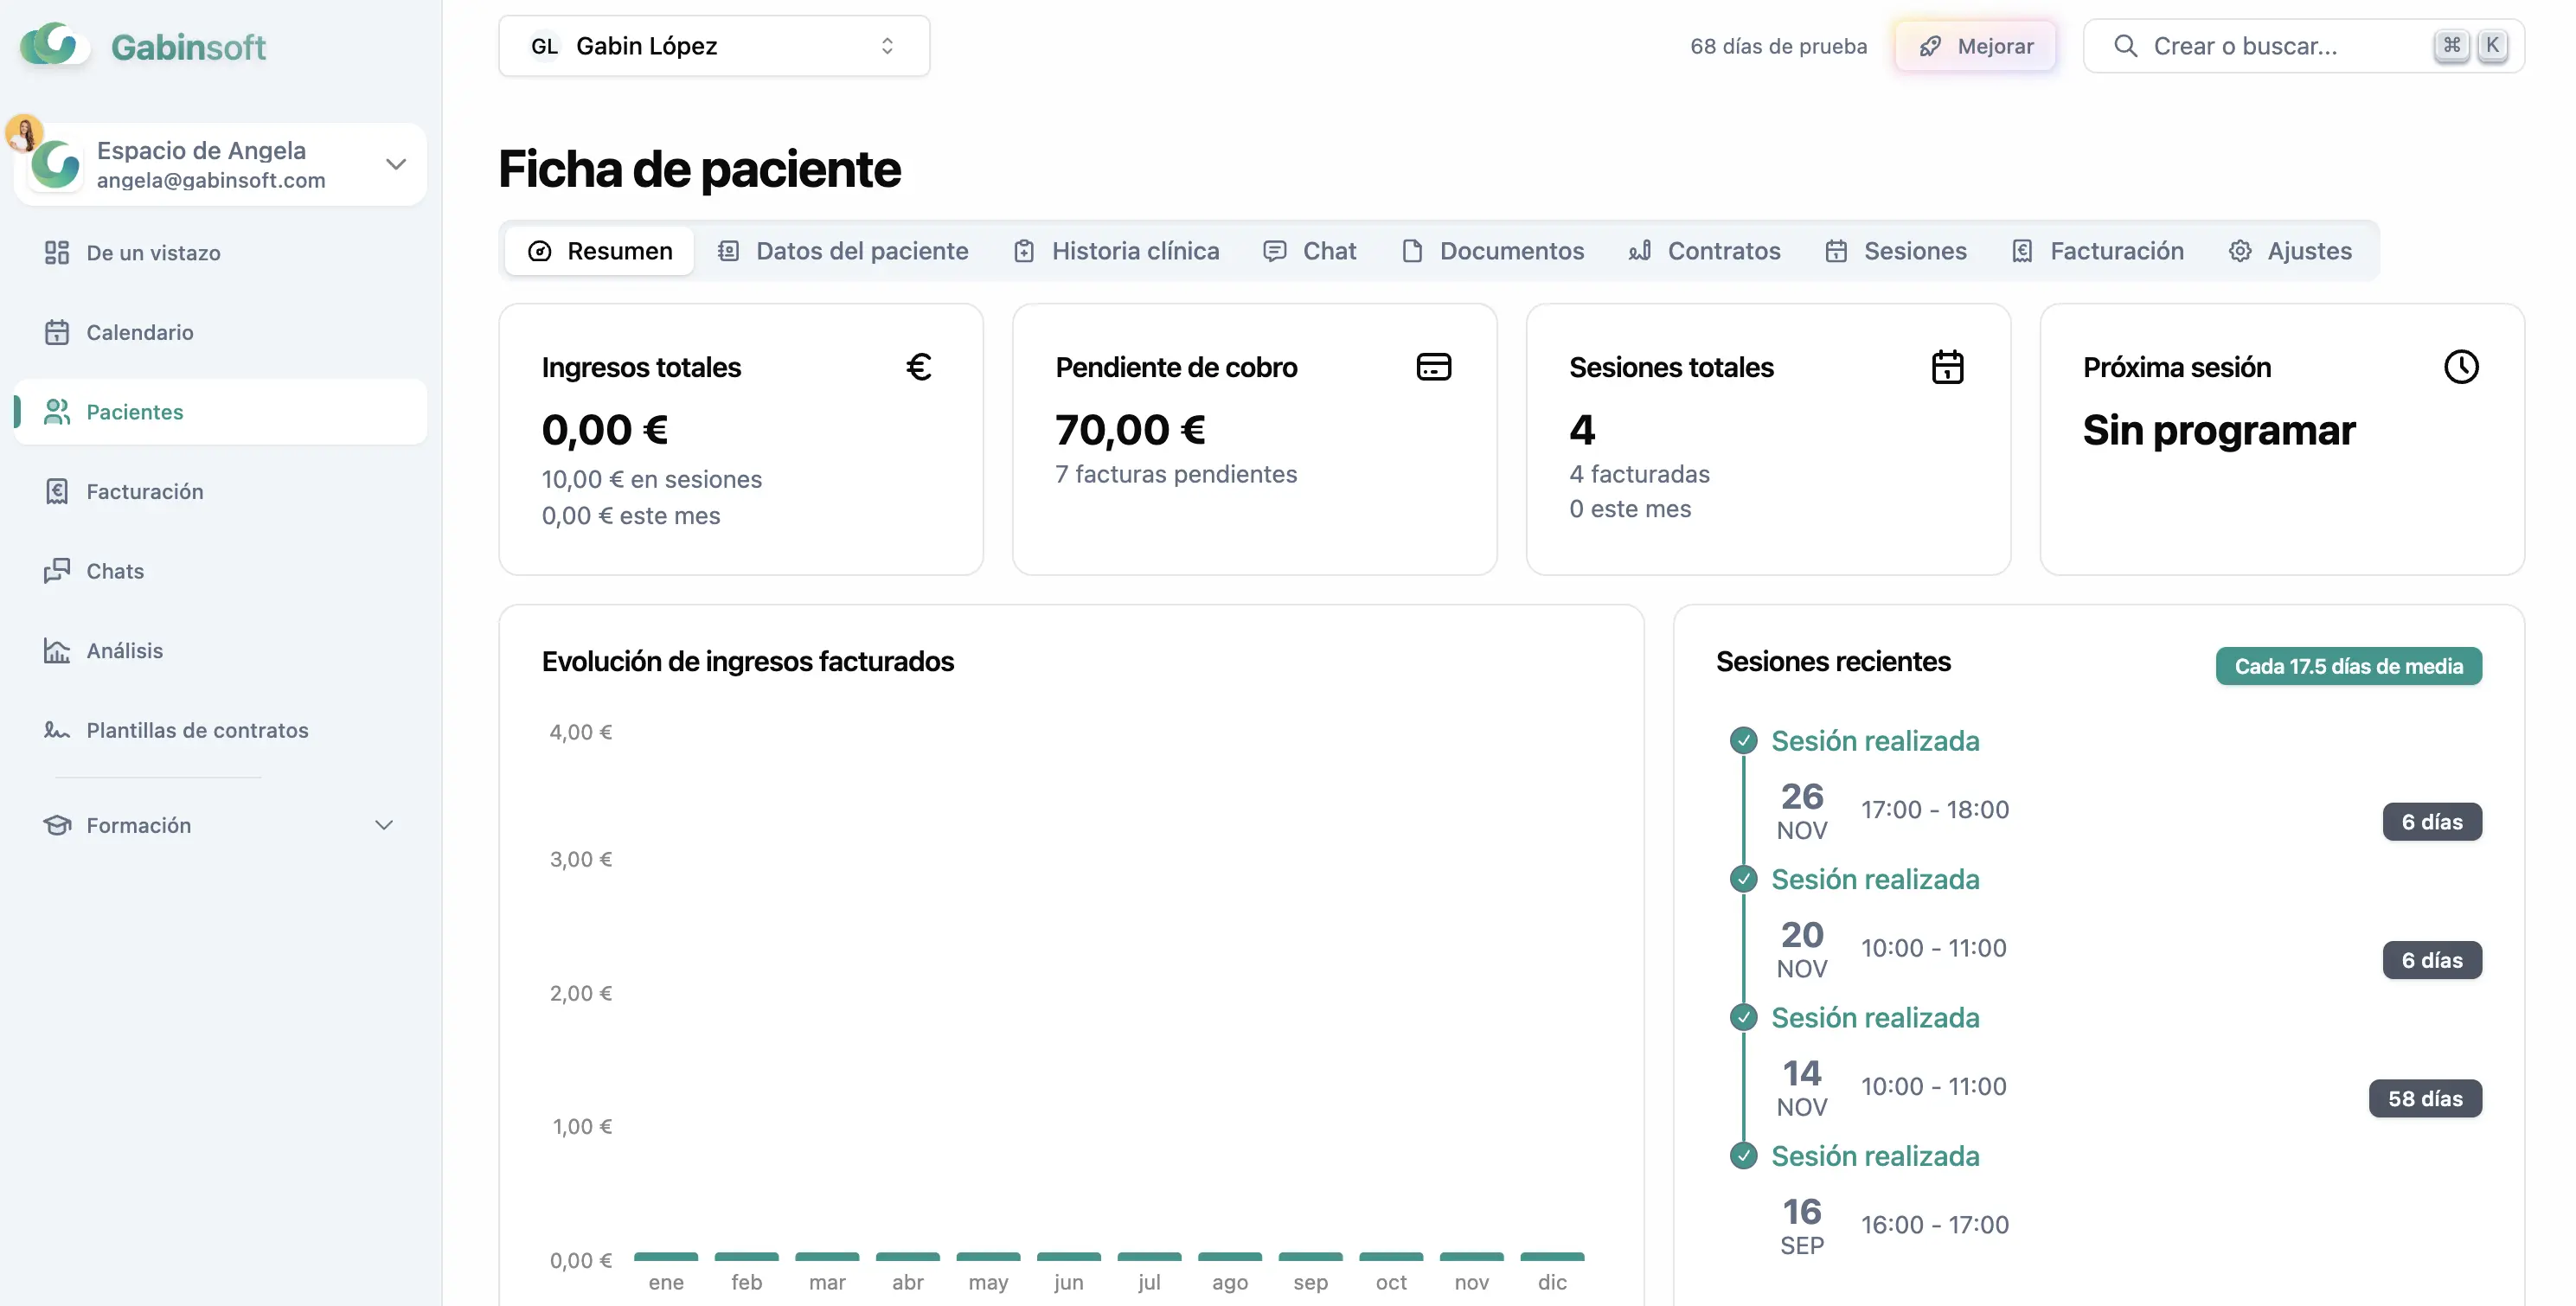 Gabinsoft
Espacio de Angela
angela@gabinsoft.com
De un vistazo
Calendario
Pacientes
Facturación
Chats
Análisis
Plantillas de contratos
Formación
GL Gabin López
68 días de prueba
Mejorar
Crear o buscar...
⌘ K
Ficha de paciente
Resumen
Datos del paciente
Historia clínica
Chat
Documentos
Contratos
Sesiones
Facturación
Ajustes
Ingresos totales
€
0,00 €
10,00 € en sesiones
0,00 € este mes
Pendiente de cobro
70,00 €
7 facturas pendientes
Sesiones totales
4
4 facturadas
0 este mes
Próxima sesión
Sin programar
Evolución de ingresos facturados
4,00 €
3,00 €
2,00 €
1,00 €
0,00 €
ene feb mar abr may jun jul ago sep oct nov dic
Sesiones recientes
Cada 17.5 días de media
Sesión realizada
26 NOV
17:00 - 18:00
6 días
Sesión realizada
20 NOV
10:00 - 11:00
6 días
Sesión realizada
14 NOV
10:00 - 11:00
58 días
Sesión realizada
16 SEP
16:00 - 17:00